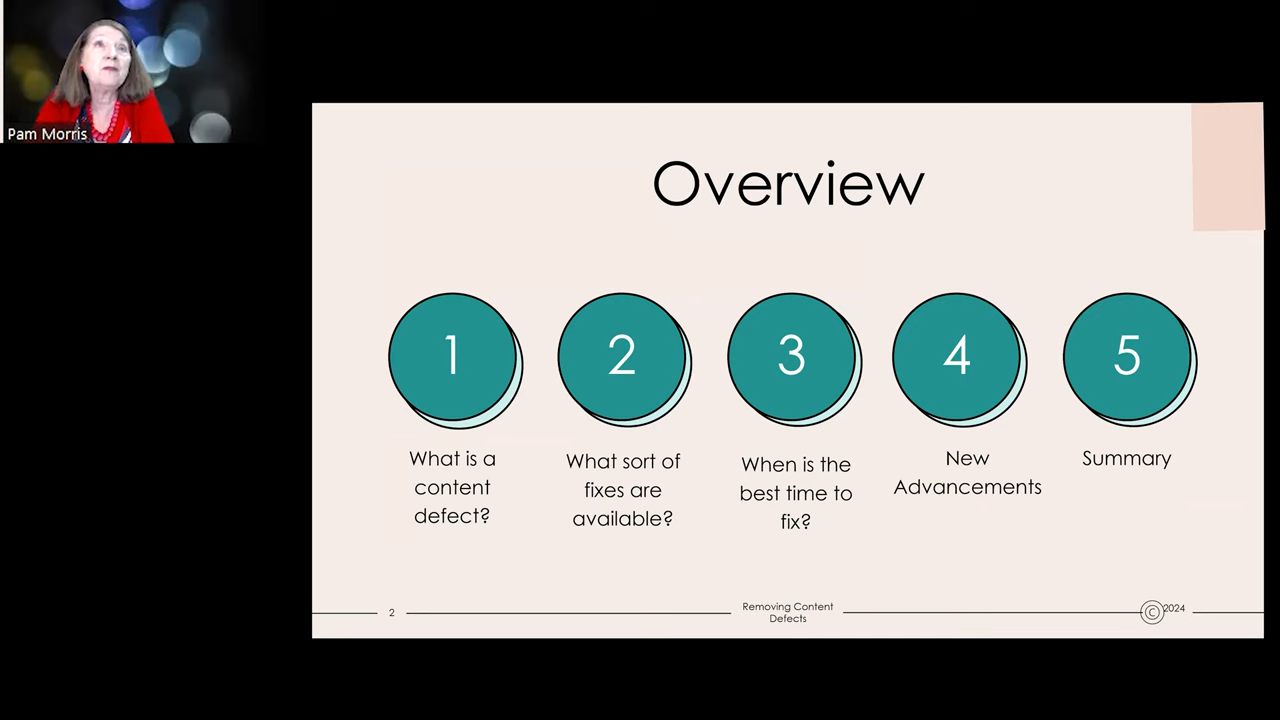 Pam Morris
Overview
1
2
3
4
5
What is a
content
defect?
What sort of
fixes are
available?
When is the
best time to
fix?
New
Advancements
Summary
2
Removing Content
Defects
© 2024